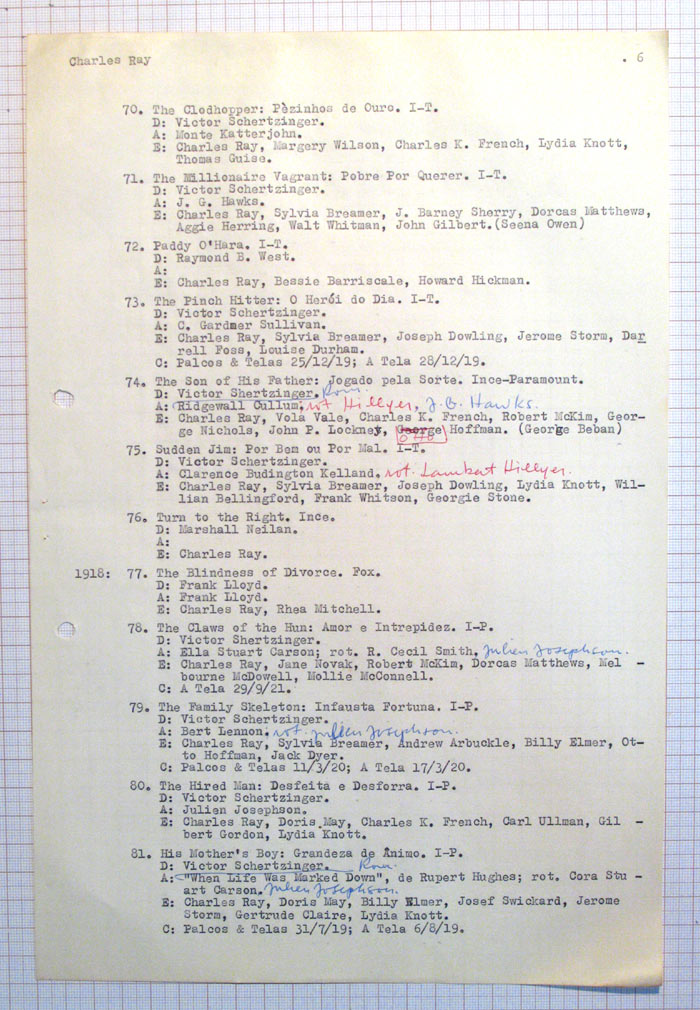 Charles Ray . 6
70. The Clodhopper: Pèzinhos de Ouro. I-T.
D: Victor Schertzinger.
A: Monte Katterjohn.
E: Charles Ray, Margery Wilson, Charles K. French, Lydia Knott,
Thomas Guise.
71. The Millionaire Vagrant: Pobre Por Querer. I-T.
D: Victor Schertzinger.
A: J. G. Hawks.
E: Charles Ray, Sylvia Breamer, J. Barney Sherry, Dorcas Matthews,
Aggie Herring, Walt Whitman, John Gilbert.(Seena Owen)
72. Paddy O'Hara. I-T.
D: Raymond B. West.
A:
E: Charles Ray, Bessie Barriscale, Howard Hickman.
73. The Pinch Hitter: O Herói do Dia. I-T.
D: Victor Schertzinger.
A: C. Gardner Sullivan.
E: Charles Ray, Sylvia Breamer, Joseph Dowling, Jerome Storm, Dar
rell Foss, Louise Durham.
C: Palcos & Telas 25/12/19; A Tela 28/12/19.
74. The Son of His Father: Jogado pela Sorte. Ince-Paramount.
D: Victor Shertzinger. Rom.
A: (Ridgewall Cullum; rot Hillyer, J.G. Hawks.
E: Charles Ray, Vola Vale, Charles K. French, Robert McKim, Geor-
ge Nichols, John P. Lockney, George Hoffman. (George Beban)
OTTO
75. Sudden Jim: Por Bem ou Por Mal. I-T.
D: Victor Schertzinger.
A: Clarence Budington Kelland. rot. Lambert Hillyer.
E: Charles Ray, Sylvia Breamer, Joseph Dowling, Lydia Knott, Wil-
lian Bellingford, Frank Whitson, Georgie Stone.
76. Turn to the Right. Ince.
D: Marshall Neilan.
A:
E: Charles Ray.
1918: 77. The Blindness of Divorce. Fox.
D: Frank Lloyd.
A: Frank Lloyd.
E: Charles Ray, Rhea Mitchell.
78. The Claws of the Hun: Amor e Intrepidez. I-P.
D: Victor Shertzinger.
A: Ella Stuart Carson; rot. R. Cecil Smith. Julien Josephson.
E: Charles Ray, Jane Novak, Robert McKim, Dorcas Matthews, Mel -
bourne McDowell, Mollie McConnell.
C: A Tela 29/9/21.
79. The Family Skeleton: Infausta Fortuna. I-P.
D: Victor Schertzinger.
A: Bert Lennon. rot. Julien Josephson.
E: Charles Ray, Sylvia Breamer, Andrew Arbuckle, Billy Elmer, Ot-
to Hoffman, Jack Dyer.
C: Palcos & Telas 11/3/20; A Tela 17/3/20.
80. The Hired Man: Desfeita e Desforra. I-P.
D: Victor Schertzinger.
A: Julien Josephson.
E: Charles Ray, Doris May, Charles K. French, Carl Ullman, Gil -
bert Gordon, Lydia Knott.
81. His Mother's Boy: Grandeza de Ânimo. I-P.
D: Victor Schertzinger. Rom
A: "When Life Was Marked Down", de Rupert Hughes; rot. Cora Stu -
art Carson. Julien Josephson.
E: Charles Ray, Doris May, Billy Elmer, Josef Swickard, Jerome
Storm, Gertrude Claire, Lydia Knott.
C: Palcos & Telas 31/7/19; A Tela 6/8/19.